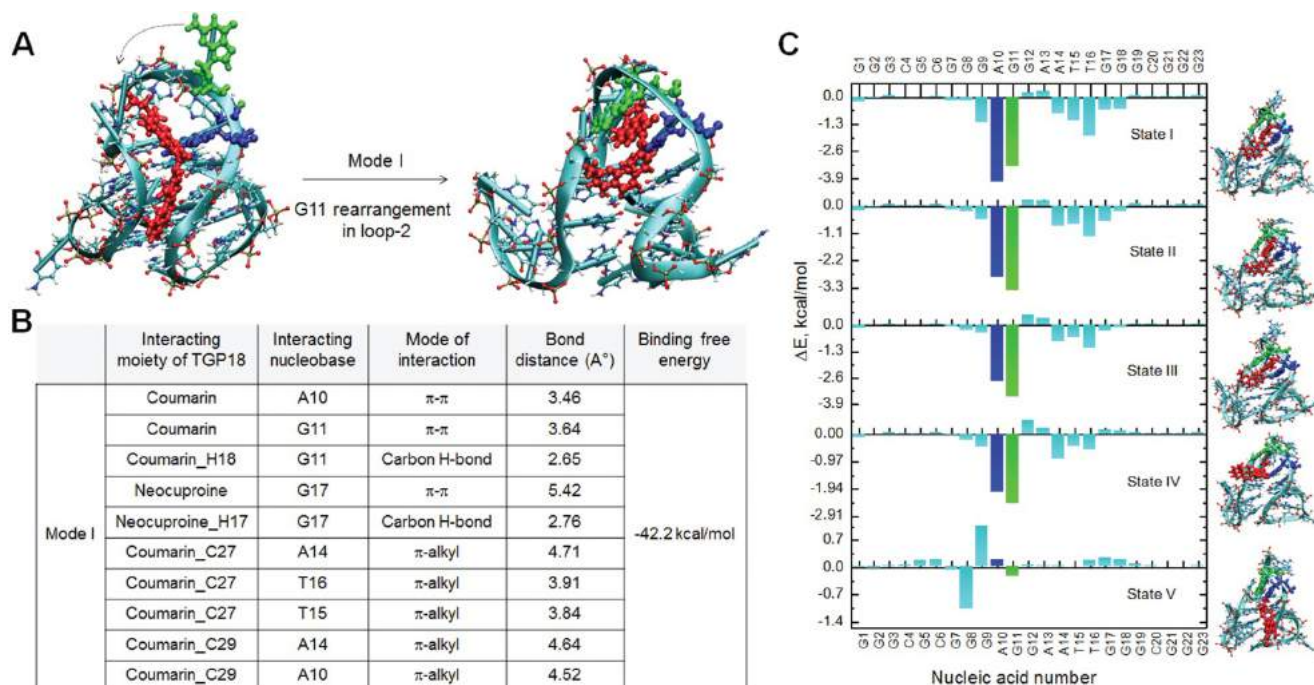 A
Mode I
G11 rearrangement
in loop-2
B
Interacting moiety of TGP18 Interacting nucleobase Mode of interaction Bond distance (A°) Binding free energy
Mode I
Coumarin A10 π-π 3.46
Coumarin G11 π-π 3.64
Coumarin_H18 G11 Carbon H-bond 2.65
Neocuproine G17 π-π 5.42
Neocuproine_H17 G17 Carbon H-bond 2.76
-42.2 kcal/mol
Coumarin_C27 A14 π-alkyl 4.71
Coumarin_C27 T16 π-alkyl 3.91
Coumarin_C27 T15 π-alkyl 3.84
Coumarin_C29 A14 π-alkyl 4.64
Coumarin_C29 A10 π-alkyl 4.52
C
G1 G2 G3 C4 G5 C6 G7 G8 G9 A10 G11 G12 A13 A14 T15 T16 G17 G18 G19 C20 G21 G22 G23
0.0
-1.3
-2.6
-3.9
State I
0.0
-1.1
-3.3
State II
0.0
-1.3
-2.6
-3.9
State III
0.00
-0.97
-1.94
-2.91
State IV
0.7
0.0
-0.7
-1.4
State V
ΔE, kcal/mol
G1 G2 G3 C4 G5 C6 G7 G8 G9 A10 G11 G12 A13 A14 T15 T16 G17 G18 G19 C20 G21 G22 G23
Nucleic acid number